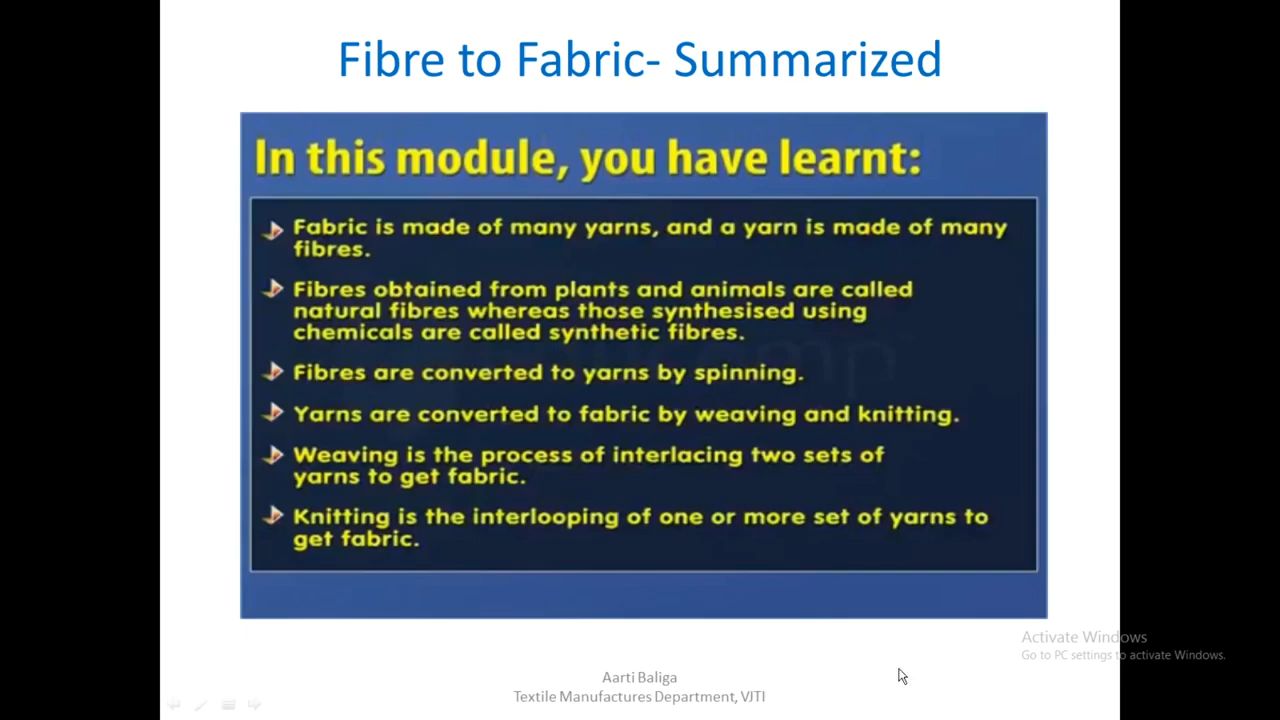 Fibre to Fabric- Summarized
In this module, you have learnt:
Fabric is made of many yarns, and a yarn is made of many
fibres.
Fibres obtained from plants and animals are called
natural fibres whereas those synthesised using
chemicals are called synthetic fibres.
Fibres are converted to yarns by spinning.
Yarns are converted to fabric by weaving and knitting.
Weaving is the process of interlacing two sets of
yarns to get fabric.
Knitting is the interlooping of one or more set of yarns to
get fabric.
Activate Windows
Go to PC settings to activate Windows.
Aarti Baliga
Textile Manufactures Department, VJTI